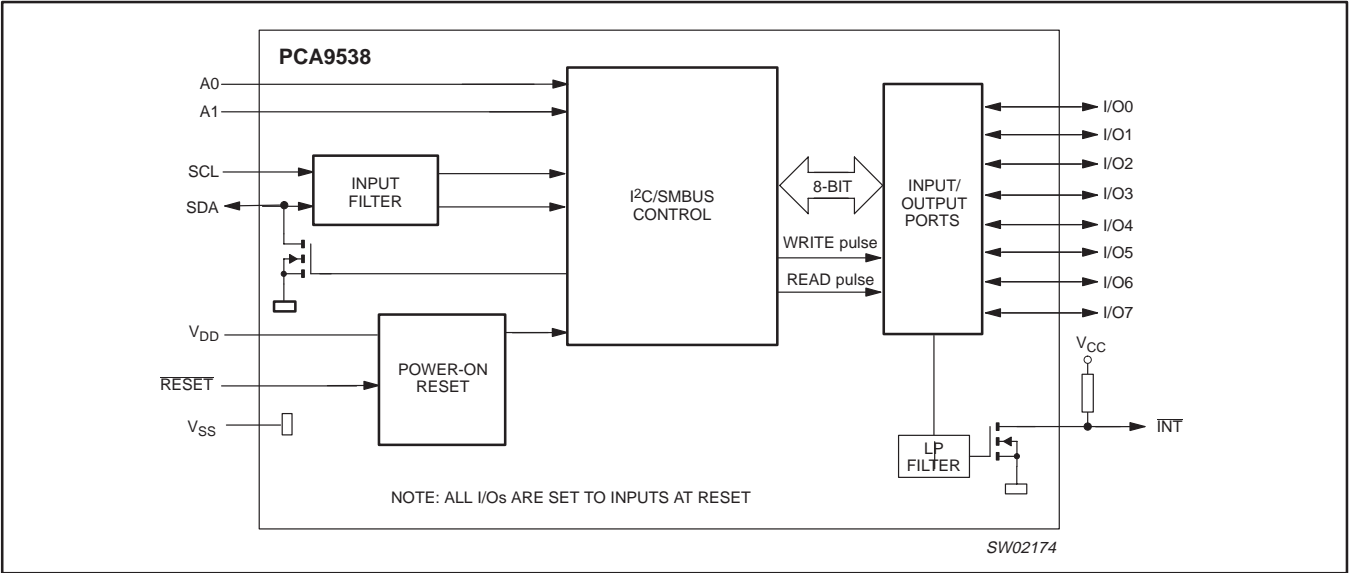 PCA9538
A0
A1
SCL
SDA
INPUT
FILTER
I²C/SMBUS
CONTROL
8-BIT
WRITE pulse
READ pulse
INPUT/
OUTPUT
PORTS
I/O0
I/O1
I/O2
I/O3
I/O4
I/O5
I/O6
I/O7
VDD
RESET
VSS
POWER-ON
RESET
VCC
INT
LP
FILTER
NOTE: ALL I/Os ARE SET TO INPUTS AT RESET
SW02174